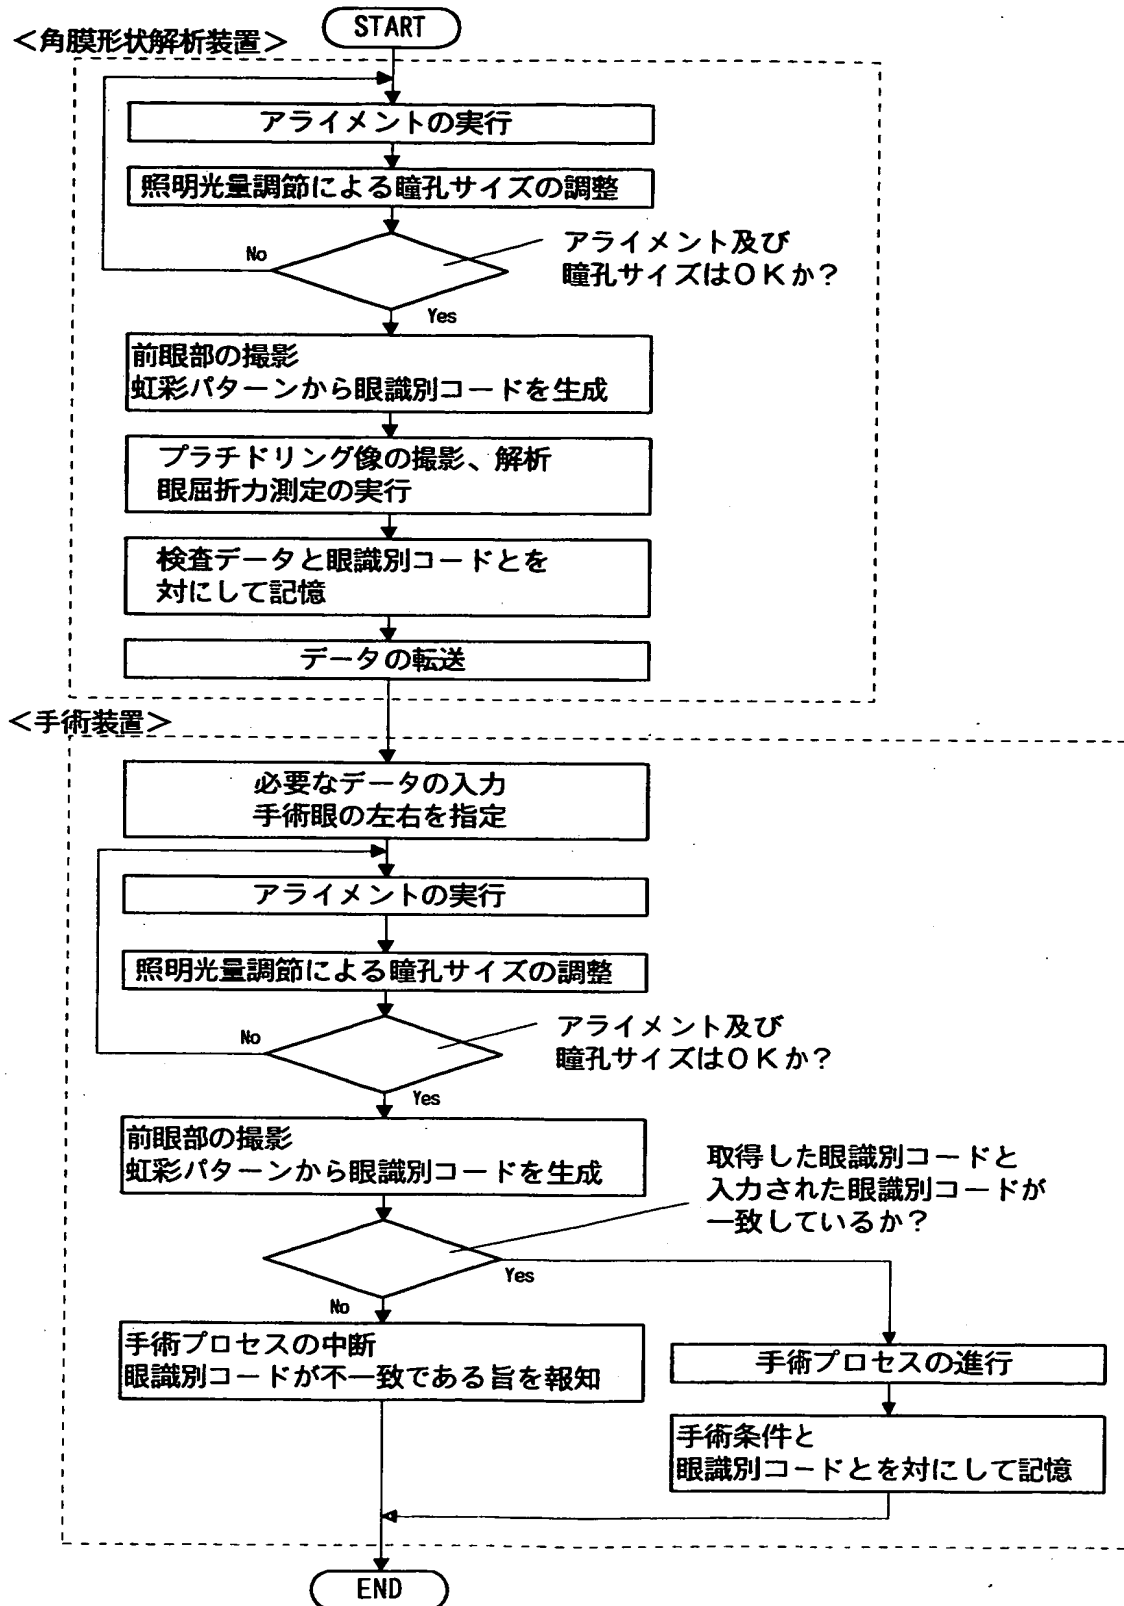 START
＜角膜形状解析装置＞
アライメントの実行
照明光量調節による瞳孔サイズの調整
No
アライメント及び
瞳孔サイズはＯＫか？
Yes
前眼部の撮影
虹彩パターンから眼識別コードを生成
プラチドリング像の撮影、解析
眼屈折力測定の実行
検査データと眼識別コードとを
対にして記憶
データの転送
＜手術装置＞
必要なデータの入力
手術眼の左右を指定
アライメントの実行
照明光量調節による瞳孔サイズの調整
No
アライメント及び
瞳孔サイズはＯＫか？
Yes
前眼部の撮影
虹彩パターンから眼識別コードを生成
取得した眼識別コードと
入力された眼識別コードが
一致しているか？
Yes
No
手術プロセスの中断
眼識別コードが不一致である旨を報知
手術プロセスの進行
手術条件と
眼識別コードとを対にして記憶
END